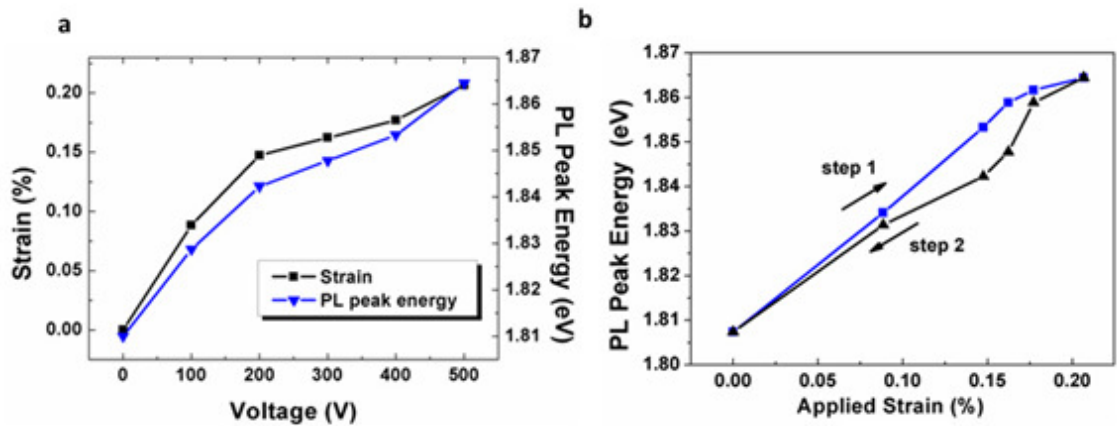 a
Strain (%)
0.20
0.15
0.10
0.05
0.00
0 100 200 300 400 500
Voltage (V)
Strain
PL peak energy
1.87
1.86
1.85
1.84
1.83
1.82
1.81
PL Peak Energy (eV)
b
PL Peak Energy (eV)
1.87
1.86
1.85
1.84
1.83
1.82
1.81
1.80
step 1
step 2
0.00 0.05 0.10 0.15 0.20
Applied Strain (%)